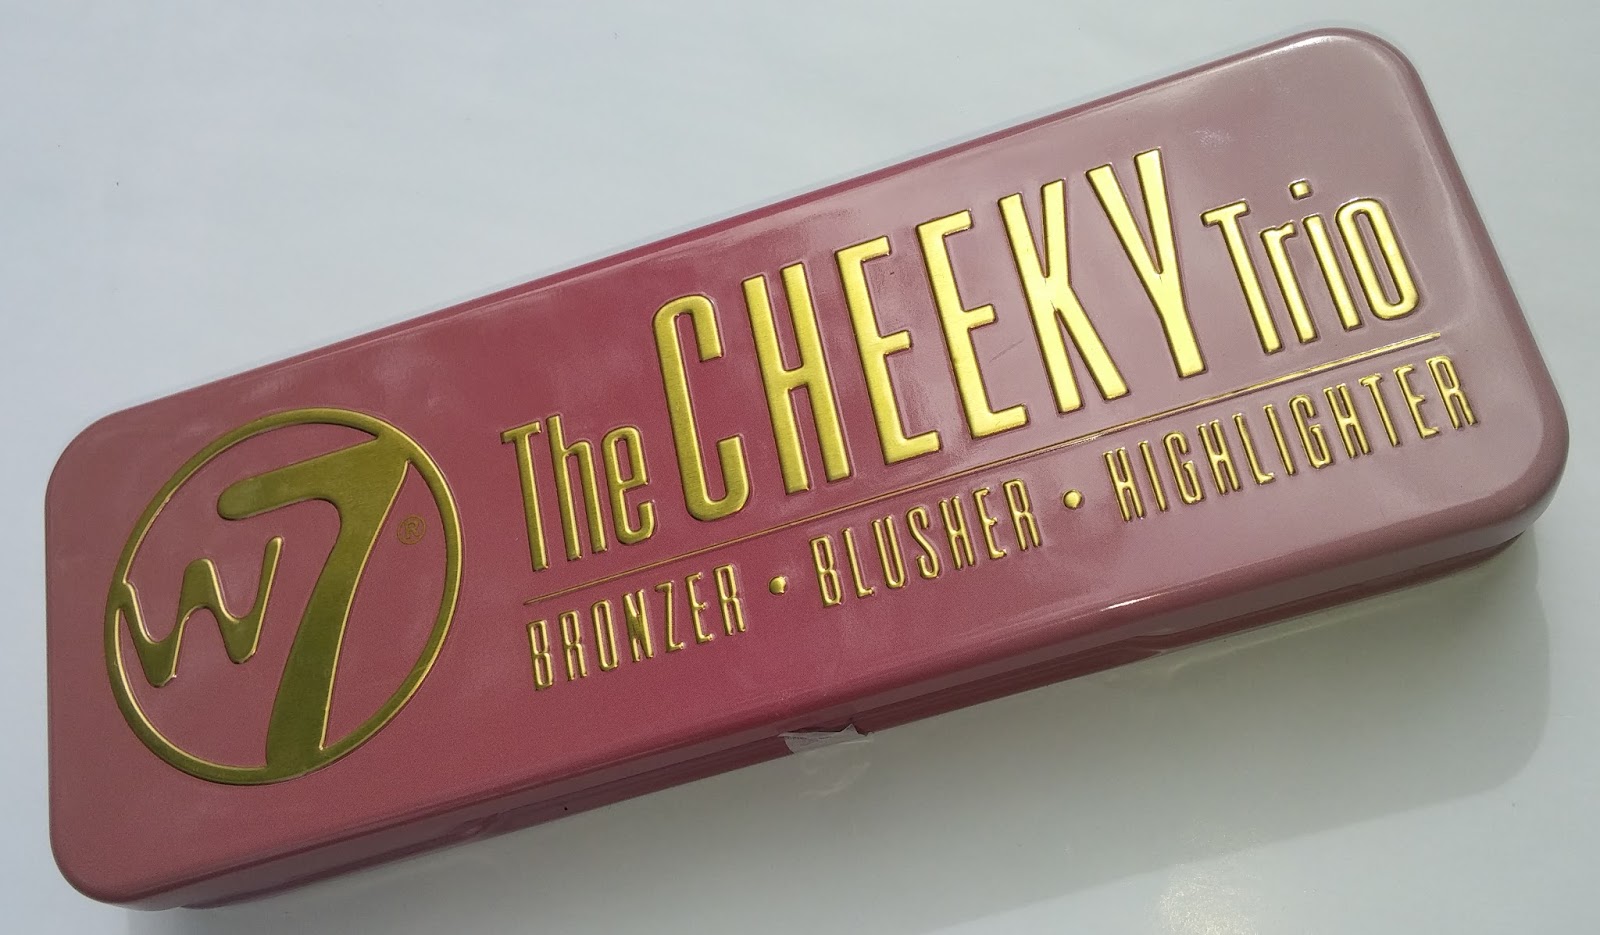 W7®
The CHEEKY Trio
BRONZER • BLUSHER • HIGHLIGHTER